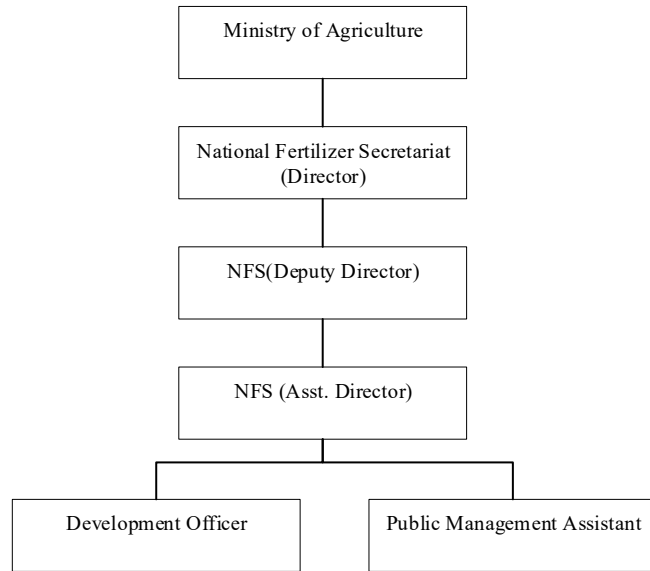 Ministry of Agriculture
National Fertilizer Secretariat
(Director)
NFS(Deputy Director)
NFS (Asst. Director)
Development Officer
Public Management Assistant